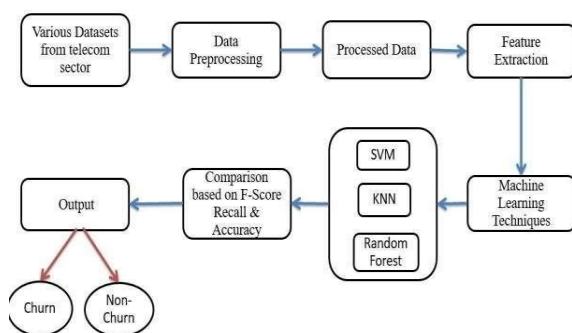 Various Datasets
from telecom
sector
Data
Preprocessing
Processed Data
Feature
Extraction
Machine
Learning
Techniques
SVM
KNN
Random
Forest
Comparison
based on F-Score
Recall &
Accuracy
Output
Churn
Non-
Churn